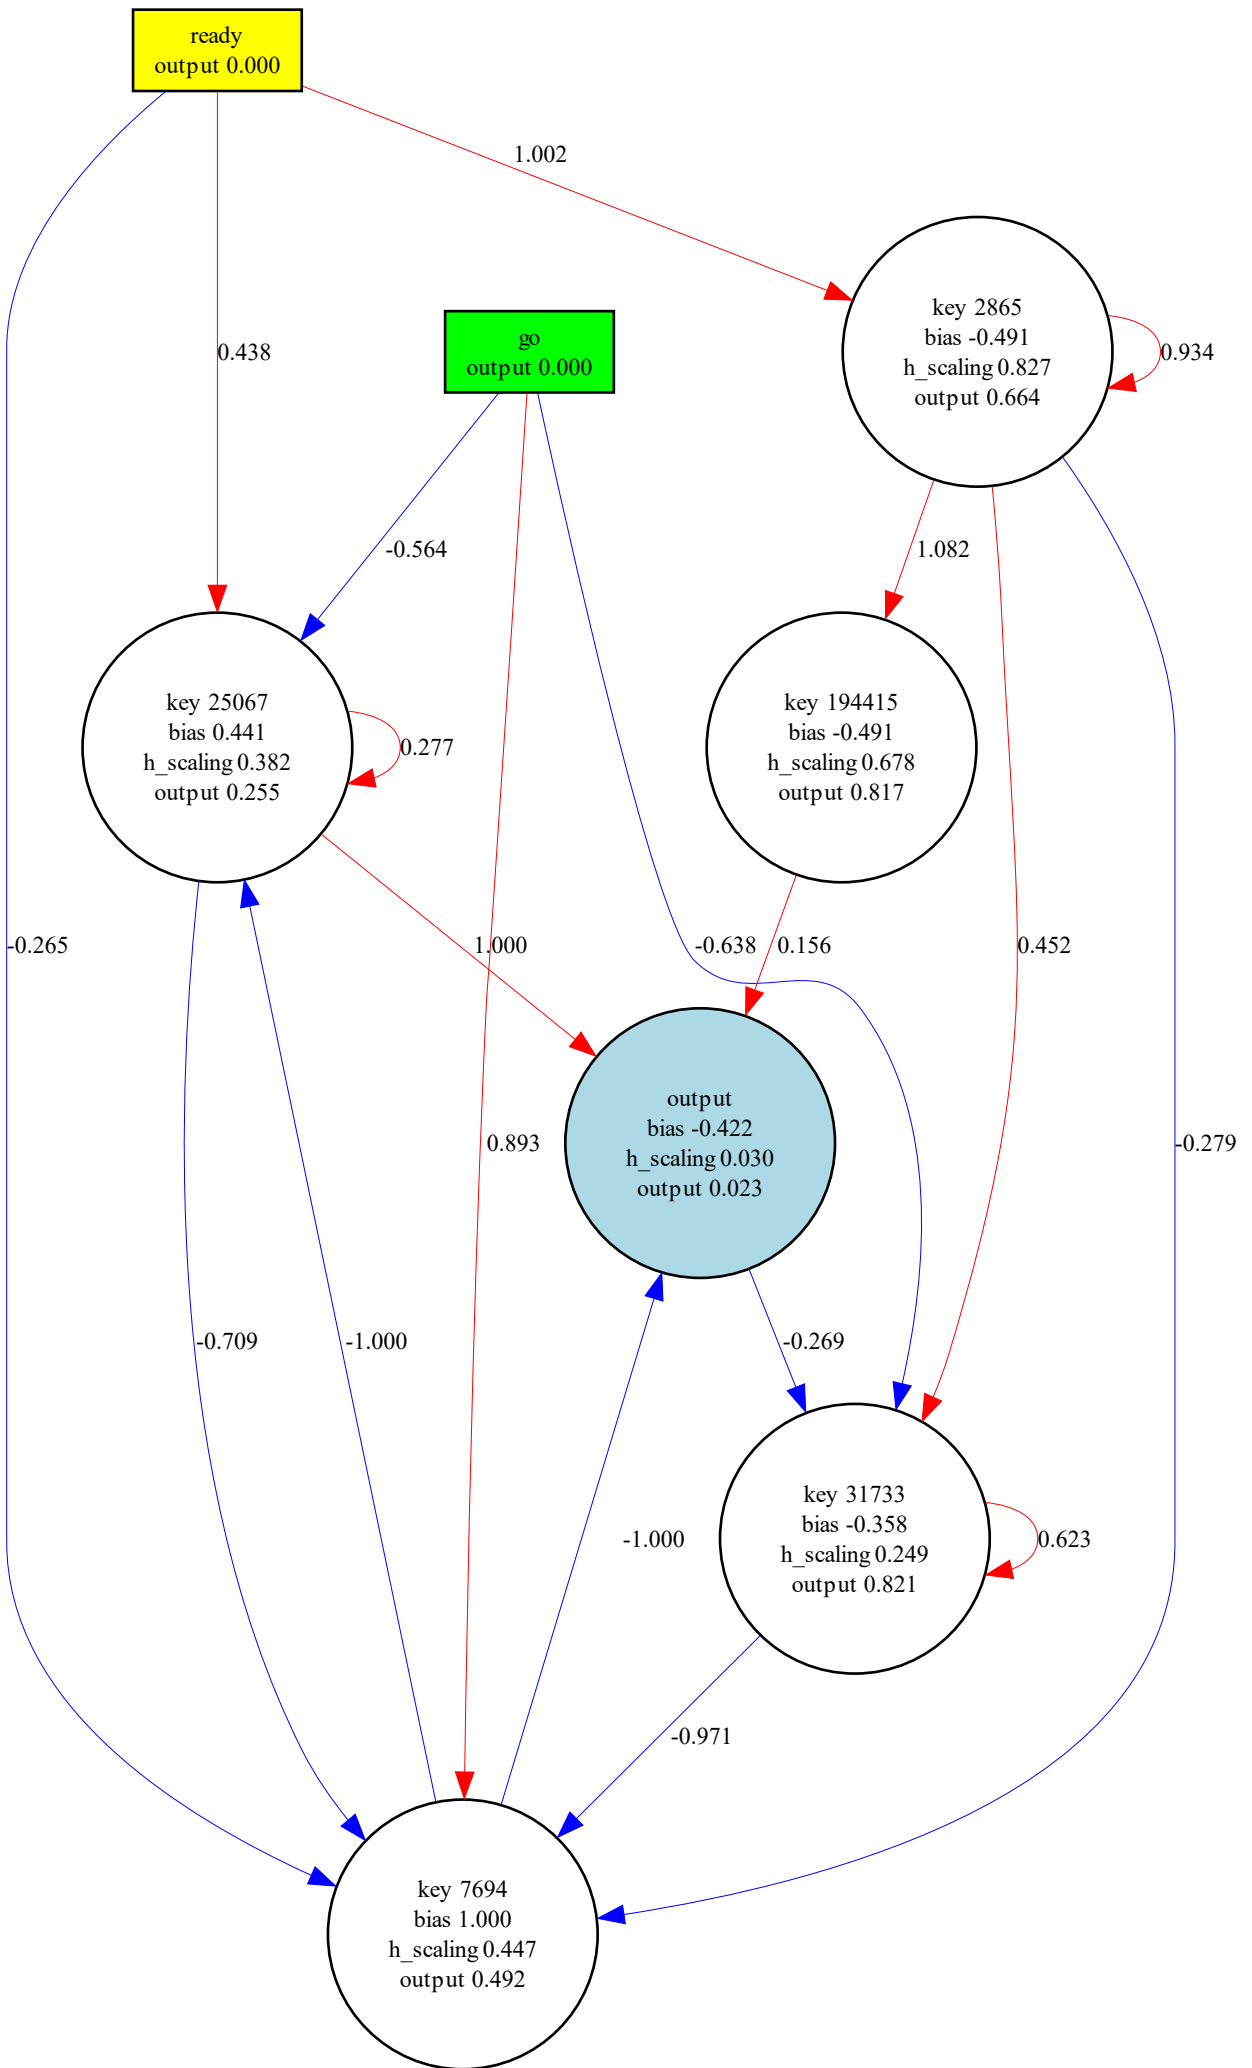 ready
output 0.000
1.002
key 2865
bias -0.491
h_scaling 0.827
output 0.664
0.934
go
output 0.000
0.438
-0.564
1.082
key 25067
bias 0.441
h_scaling 0.382
output 0.255
0.277
key 194415
bias -0.491
h_scaling 0.678
output 0.817
-0.265
1.000
-0.638
0.156
0.452
output
bias -0.422
h_scaling 0.030
output 0.023
0.893
-0.279
-0.709
-1.000
-0.269
key 31733
bias -0.358
h_scaling 0.249
output 0.821
0.623
-1.000
-0.971
key 7694
bias 1.000
h_scaling 0.447
output 0.492